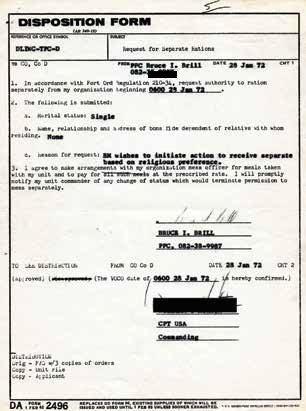 5
DISPOSITION FORM
(AR 340-15)
REFERENCE OR OFFICE SYMBOL SUBJECT
DLING-TPC-D Request for Separate Rations
TO CO, Co D FROM PFC Bruce I. Brill DATE 28 Jan 72 CMT 1
082-
1. In accordance with Fort Ord Regulation 210-34, request authority to ration
separately from my organization beginning 0600 28 Jan 72.
2. The following is submitted:
a. Marital status: Single
b. Name, relationship and address of bona fide dependent of relative with whom
residing. None
c. Reason for request: EM wishes to initiate action to receive separate
based on religious preference.
3. I agree to make arrangements with my organization mess officer for meals taken
with my unit and to pay for all such meals at the prescribed rate. I will promptly
notify my unit commander of any change of status which would terminate permission to
mess separately.
BRUCE I. BRILL
PFC, 082-38-9987
TO FROM CO Co D DATE 28 Jan 72 CMT 2
(approved) (The VOCO date of 0600 28 Jan 72, is hereby confirmed.)
CPT USA
Commanding
DISTRIBUTION
Orig - w/3 copies of orders
Copy - Unit File
Copy - Applicant
DA FORM 1 FEB 62 2496 REPLACES DD FORM 96, EXISTING SUPPLIES OF WHICH WILL BE
ISSUED AND USED UNTIL 1 FEB 63 UNLESS SOONER EXHAUSTED.